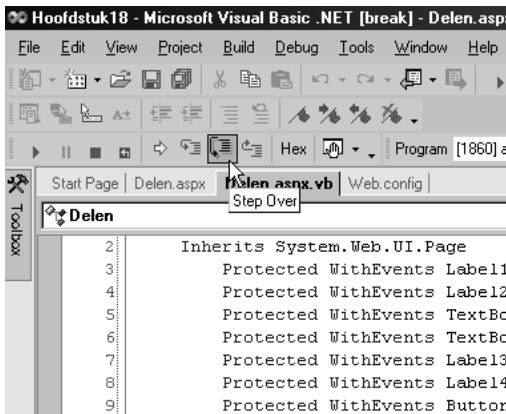 Hoofdstuk18 - Microsoft Visual Basic .NET [break] - Delen.asp
File Edit View Project Build Debug Tools Window Help
Hex Program [1860] a
Start Page Delen.aspx Delen.aspx.vb Web.config
Step Over
Toolbox
Delen
2 Inherits System.Web.UI.Page
3 Protected WithEvents Label1
4 Protected WithEvents Label2
5 Protected WithEvents TextBo
6 Protected WithEvents TextBo
7 Protected WithEvents Label3
8 Protected WithEvents Label4
9 Protected WithEvents Button